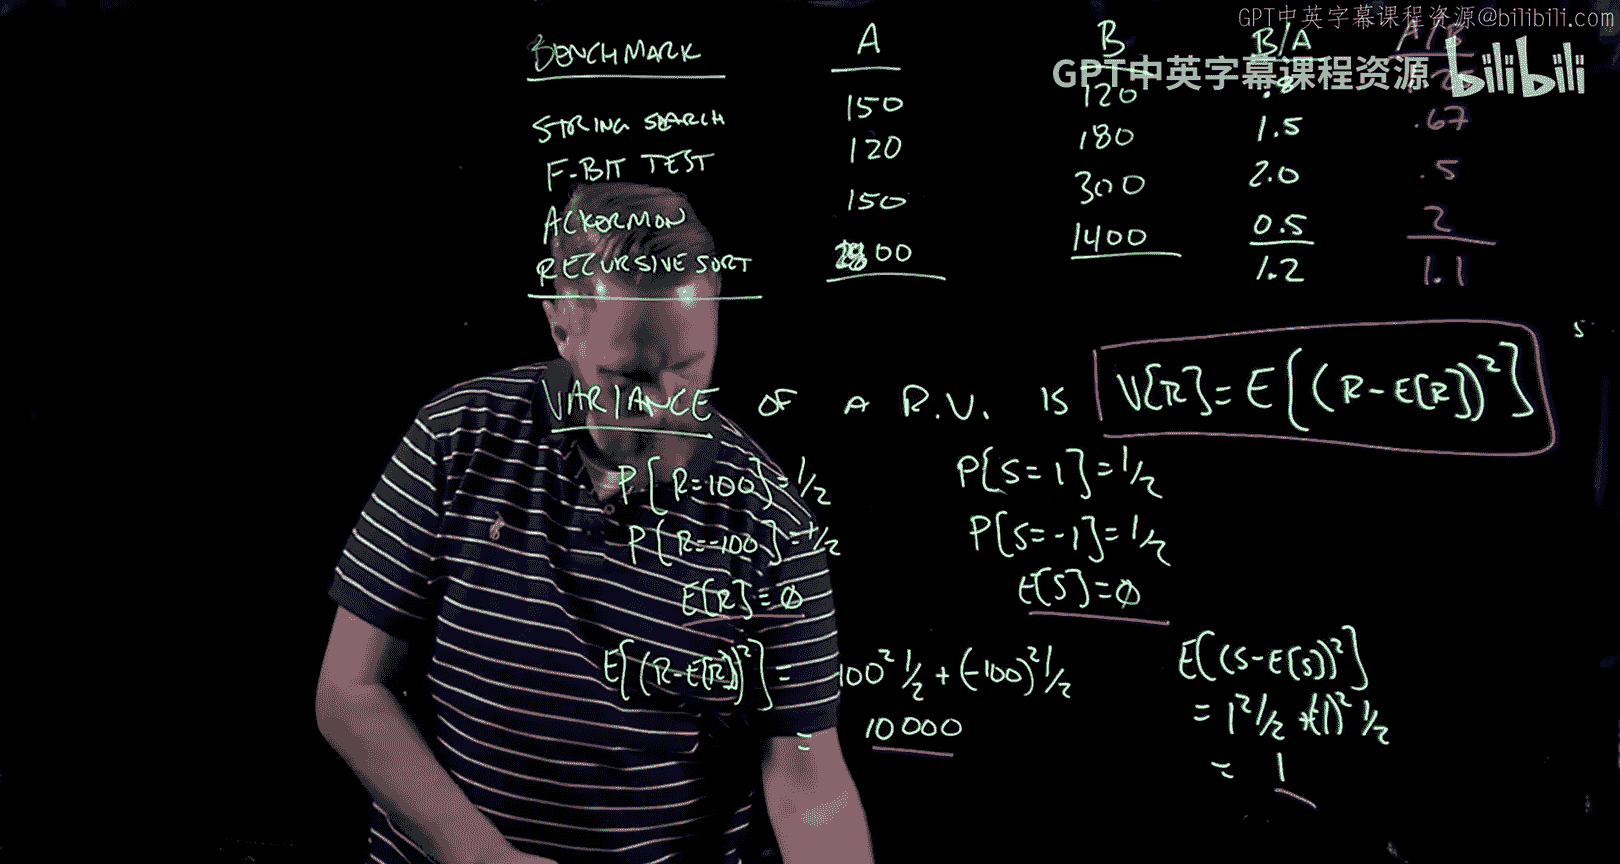 GPT中英字幕课程资源@bilibili.com
GPT中英字幕课程资源 bilibili
BENCHMARK A B B/A A/B
STRING SEARCH 150 120 .8
F-BIT TEST 120 180 1.5 .67
ACKERMON 150 300 2.0 .5
RECURSIVE SORT 00 1400 0.5 2
1.2 1.1
VARIANCE OF A R.V. IS V[R]=E[(R-E[R])²]
P[R=100]=1/2 P[S=1]=1/2
P[R=-100]=1/2 P[S=-1]=1/2
E[R]=0 E[S]=0
E[(R-E[R])²]= 100² 1/2 + (-100)² 1/2 E[(S-E[S])²]
= 10000 = 1² 1/2 + (-1)² 1/2
= 1